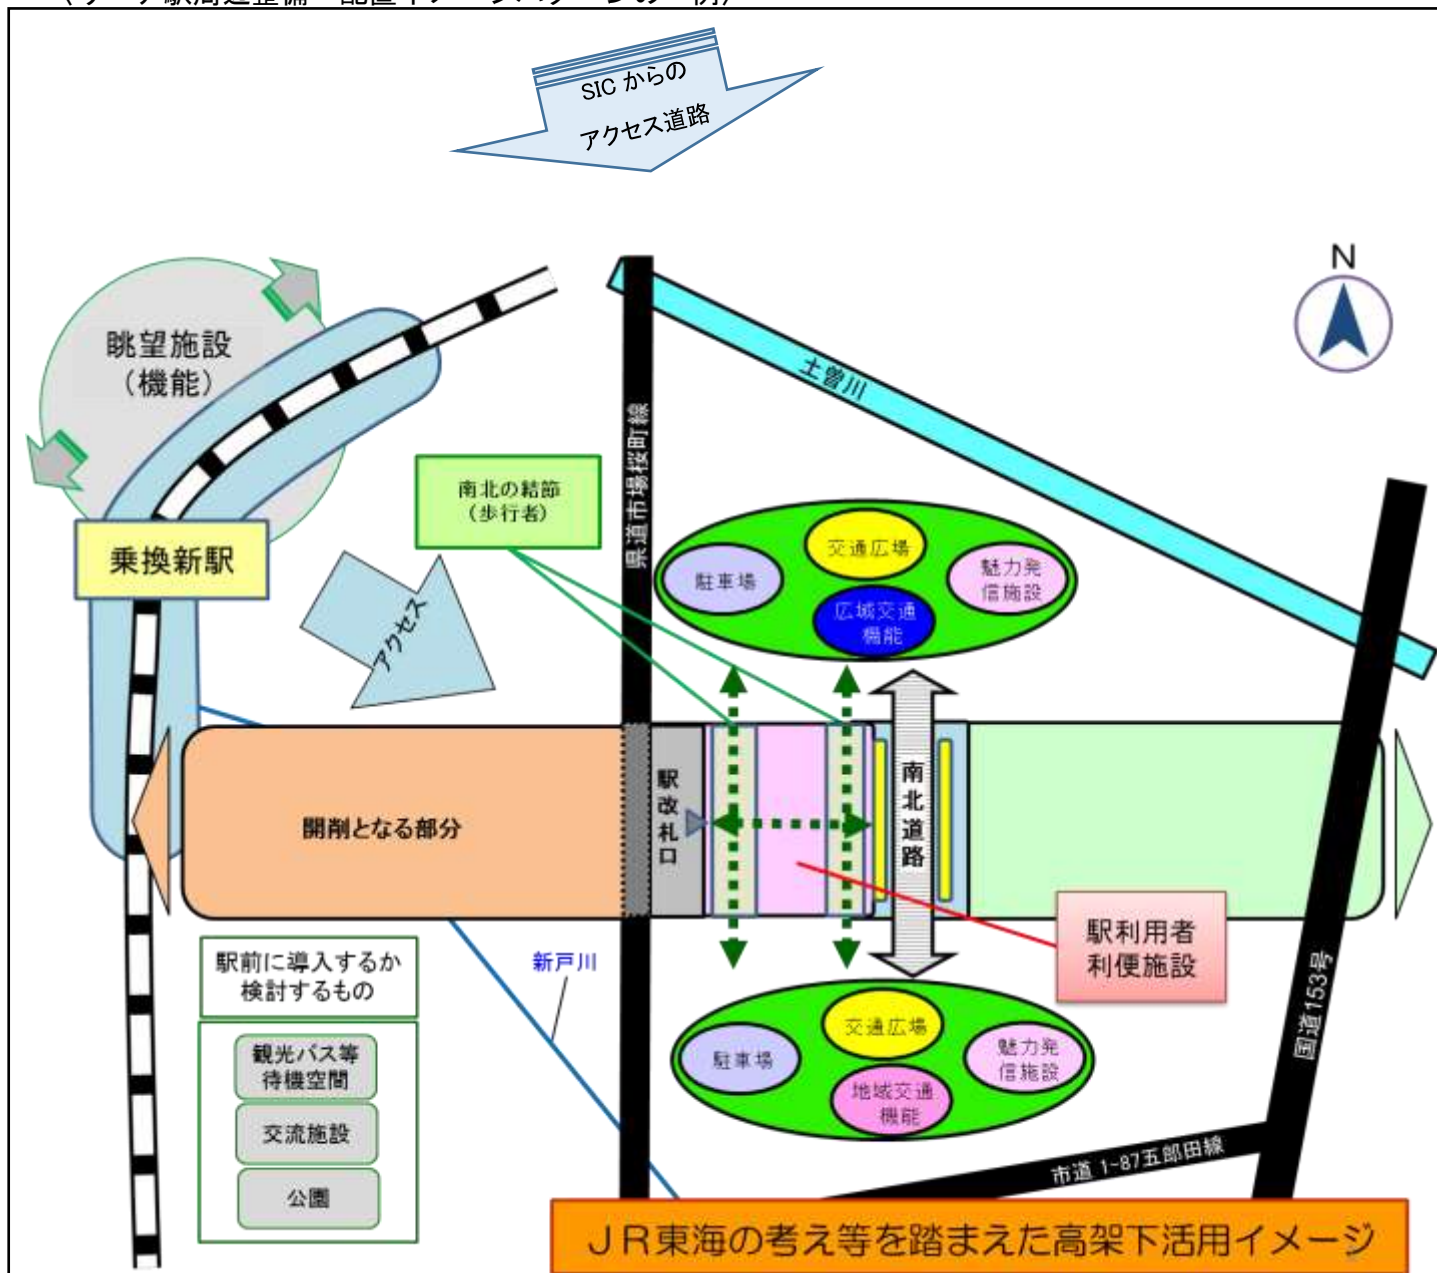 SIC からの
アクセス道路
N
眺望施設
（機能）
土曽川
県道市場桜町線
南北の結節
（歩行者）
乗換新駅
アクセス
交通広場
駐車場
魅力発
信施設
広域交通
機能
開削となる部分
駅改札口
南北道路
駅利用者
利便施設
国道153号
駅前に導入するか
検討するもの
新戸川
観光バス等
待機空間
交流施設
公園
交通広場
駐車場
魅力発
信施設
地域交通
機能
市道 1-87五郎田線
ＪＲ東海の考え等を踏まえた高架下活用イメージ